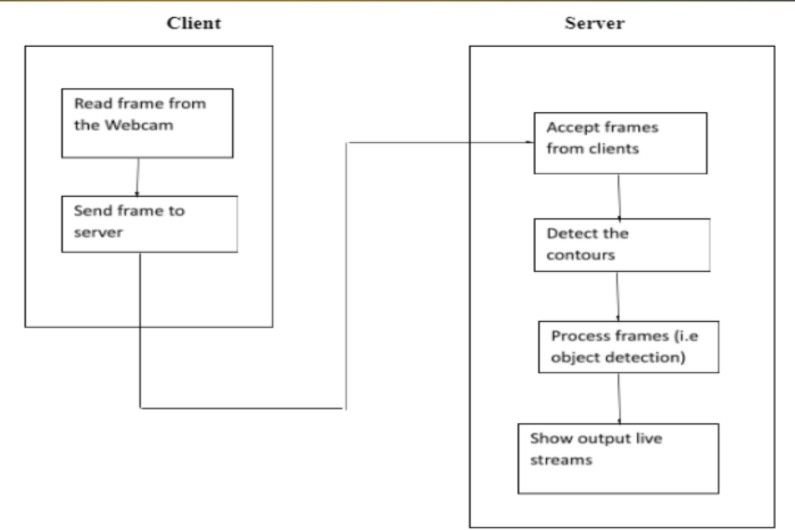 Client
Read frame from
the Webcam
Send frame to
server
Server
Accept frames
from clients
Detect the
contours
Process frames (i.e
object detection)
Show output live
streams